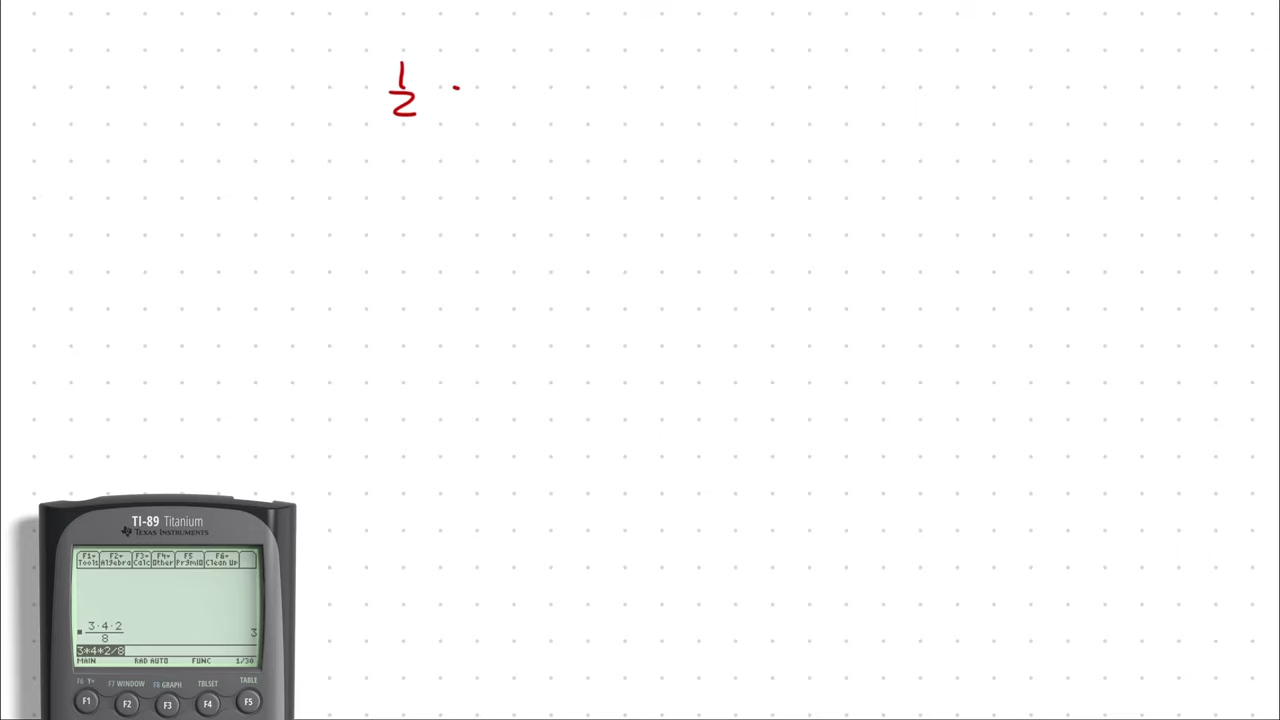 1/2 ·
TI-89 Titanium
TEXAS INSTRUMENTS
F1▾ Tools F2▾ Algebra F3▾ Calc F4▾ Other F5 PrgmIO F6▾ Clean Up
3·4·2/8 3
3*4*2/8
MAIN RAD AUTO FUNC 1/30
F6 Y= F7 WINDOW F8 GRAPH TBLSET TABLE
F1 F2 F3 F4 F5